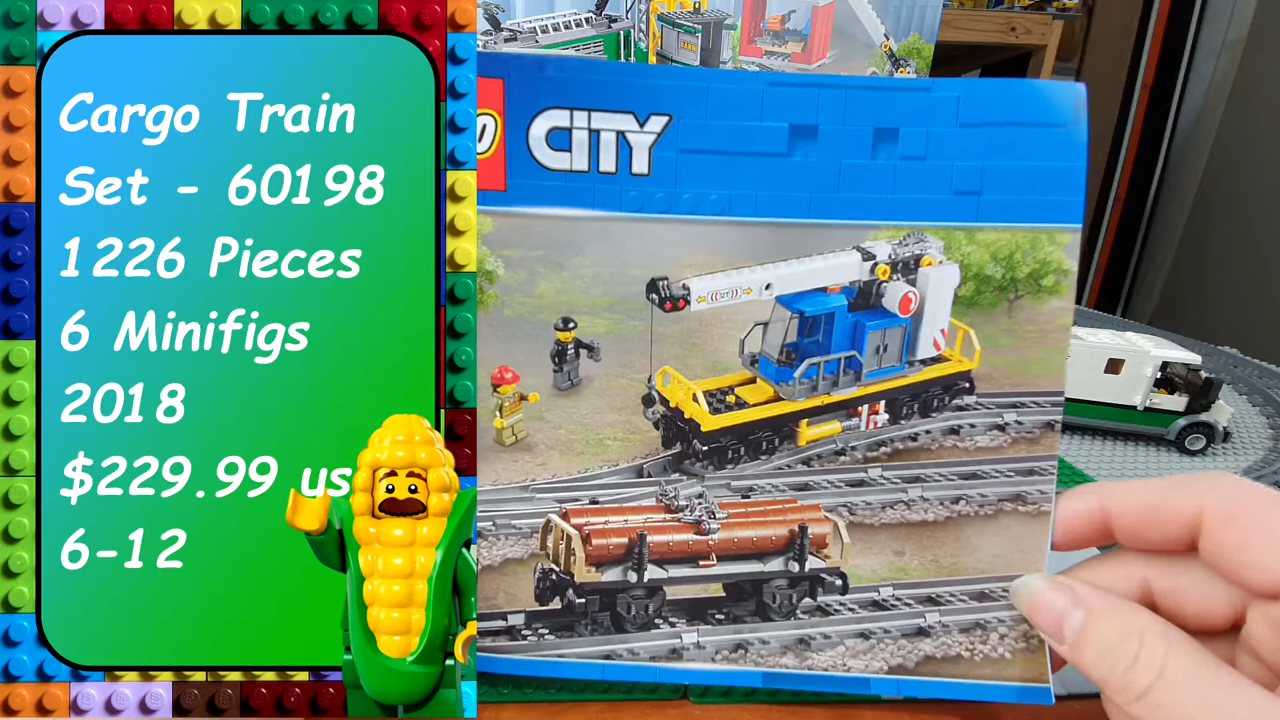 Cargo Train
Set - 60198
1226 Pieces
6 Minifigs
2018
$229.99 us
6-12
CITY